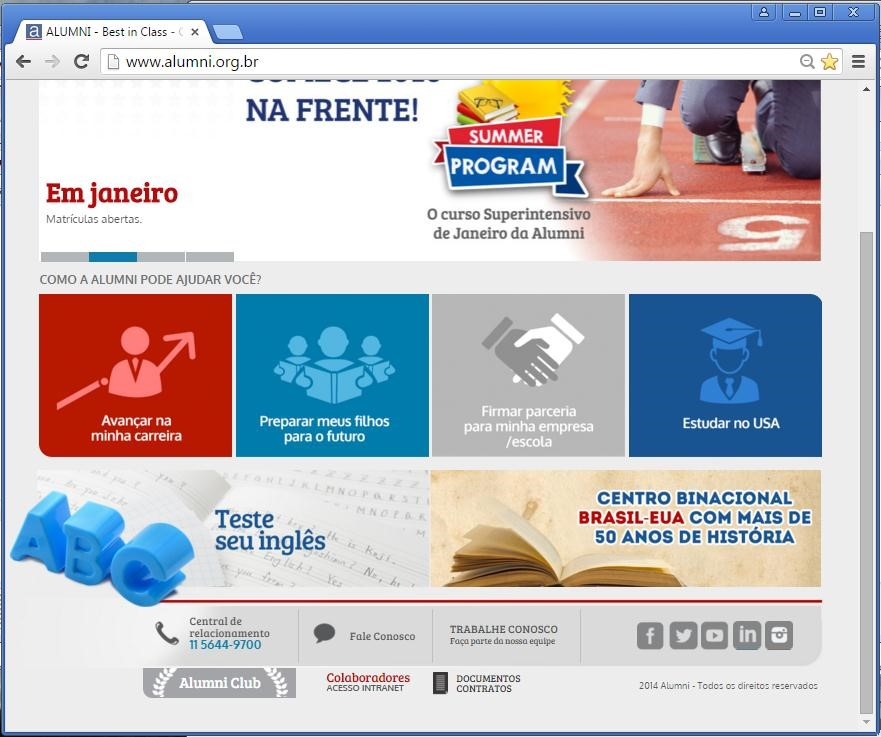 ALUMNI - Best in Class -
www.alumni.org.br
NA FRENTE!
SUMMER
PROGRAM
Em janeiro
Matrículas abertas.
O curso Superintensivo
de Janeiro da Alumni
5
COMO A ALUMNI PODE AJUDAR VOCÊ?
Avançar na
minha carreira
Preparar meus filhos
para o futuro
Firmar parceria
para minha empresa
/escola
Estudar no USA
ABC
Teste
seu inglês
CENTRO BINACIONAL
BRASIL-EUA COM MAIS DE
50 ANOS DE HISTÓRIA
Central de
relacionamento
11 5644-9700
Fale Conosco
TRABALHE CONOSCO
Faça parte da nossa equipe
Alumni Club
Colaboradores
ACESSO INTRANET
DOCUMENTOS
CONTRATOS
2014 Alumni - Todos os direitos reservados